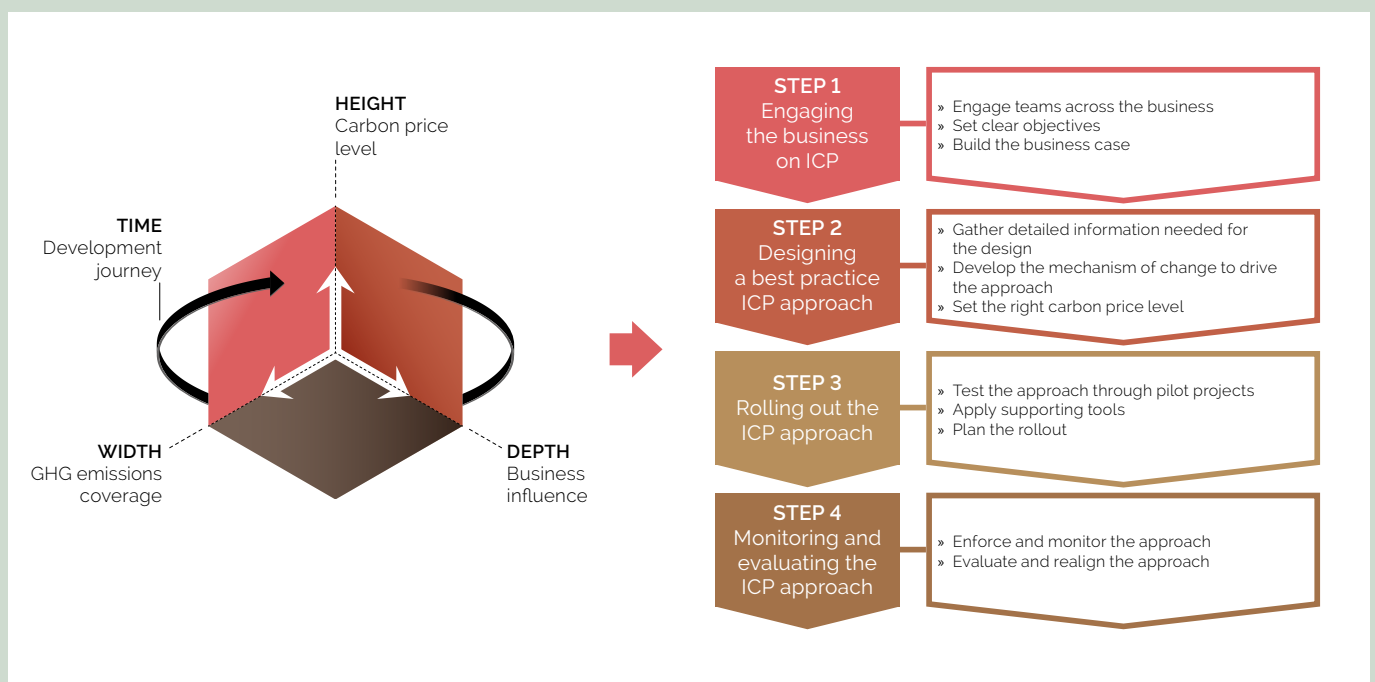 HEIGHT
Carbon price
level
TIME
Development
journey
WIDTH
GHG emissions
coverage
DEPTH
Business
influence
STEP 1
Engaging
the business
on ICP
» Engage teams across the business
» Set clear objectives
» Build the business case
STEP 2
Designing
a best practice
ICP approach
» Gather detailed information needed for
the design
» Develop the mechanism of change to drive
the approach
» Set the right carbon price level
STEP 3
Rolling out the
ICP approach
» Test the approach through pilot projects
» Apply supporting tools
» Plan the rollout
STEP 4
Monitoring and
evaluating the
ICP approach
» Enforce and monitor the approach
» Evaluate and realign the approach